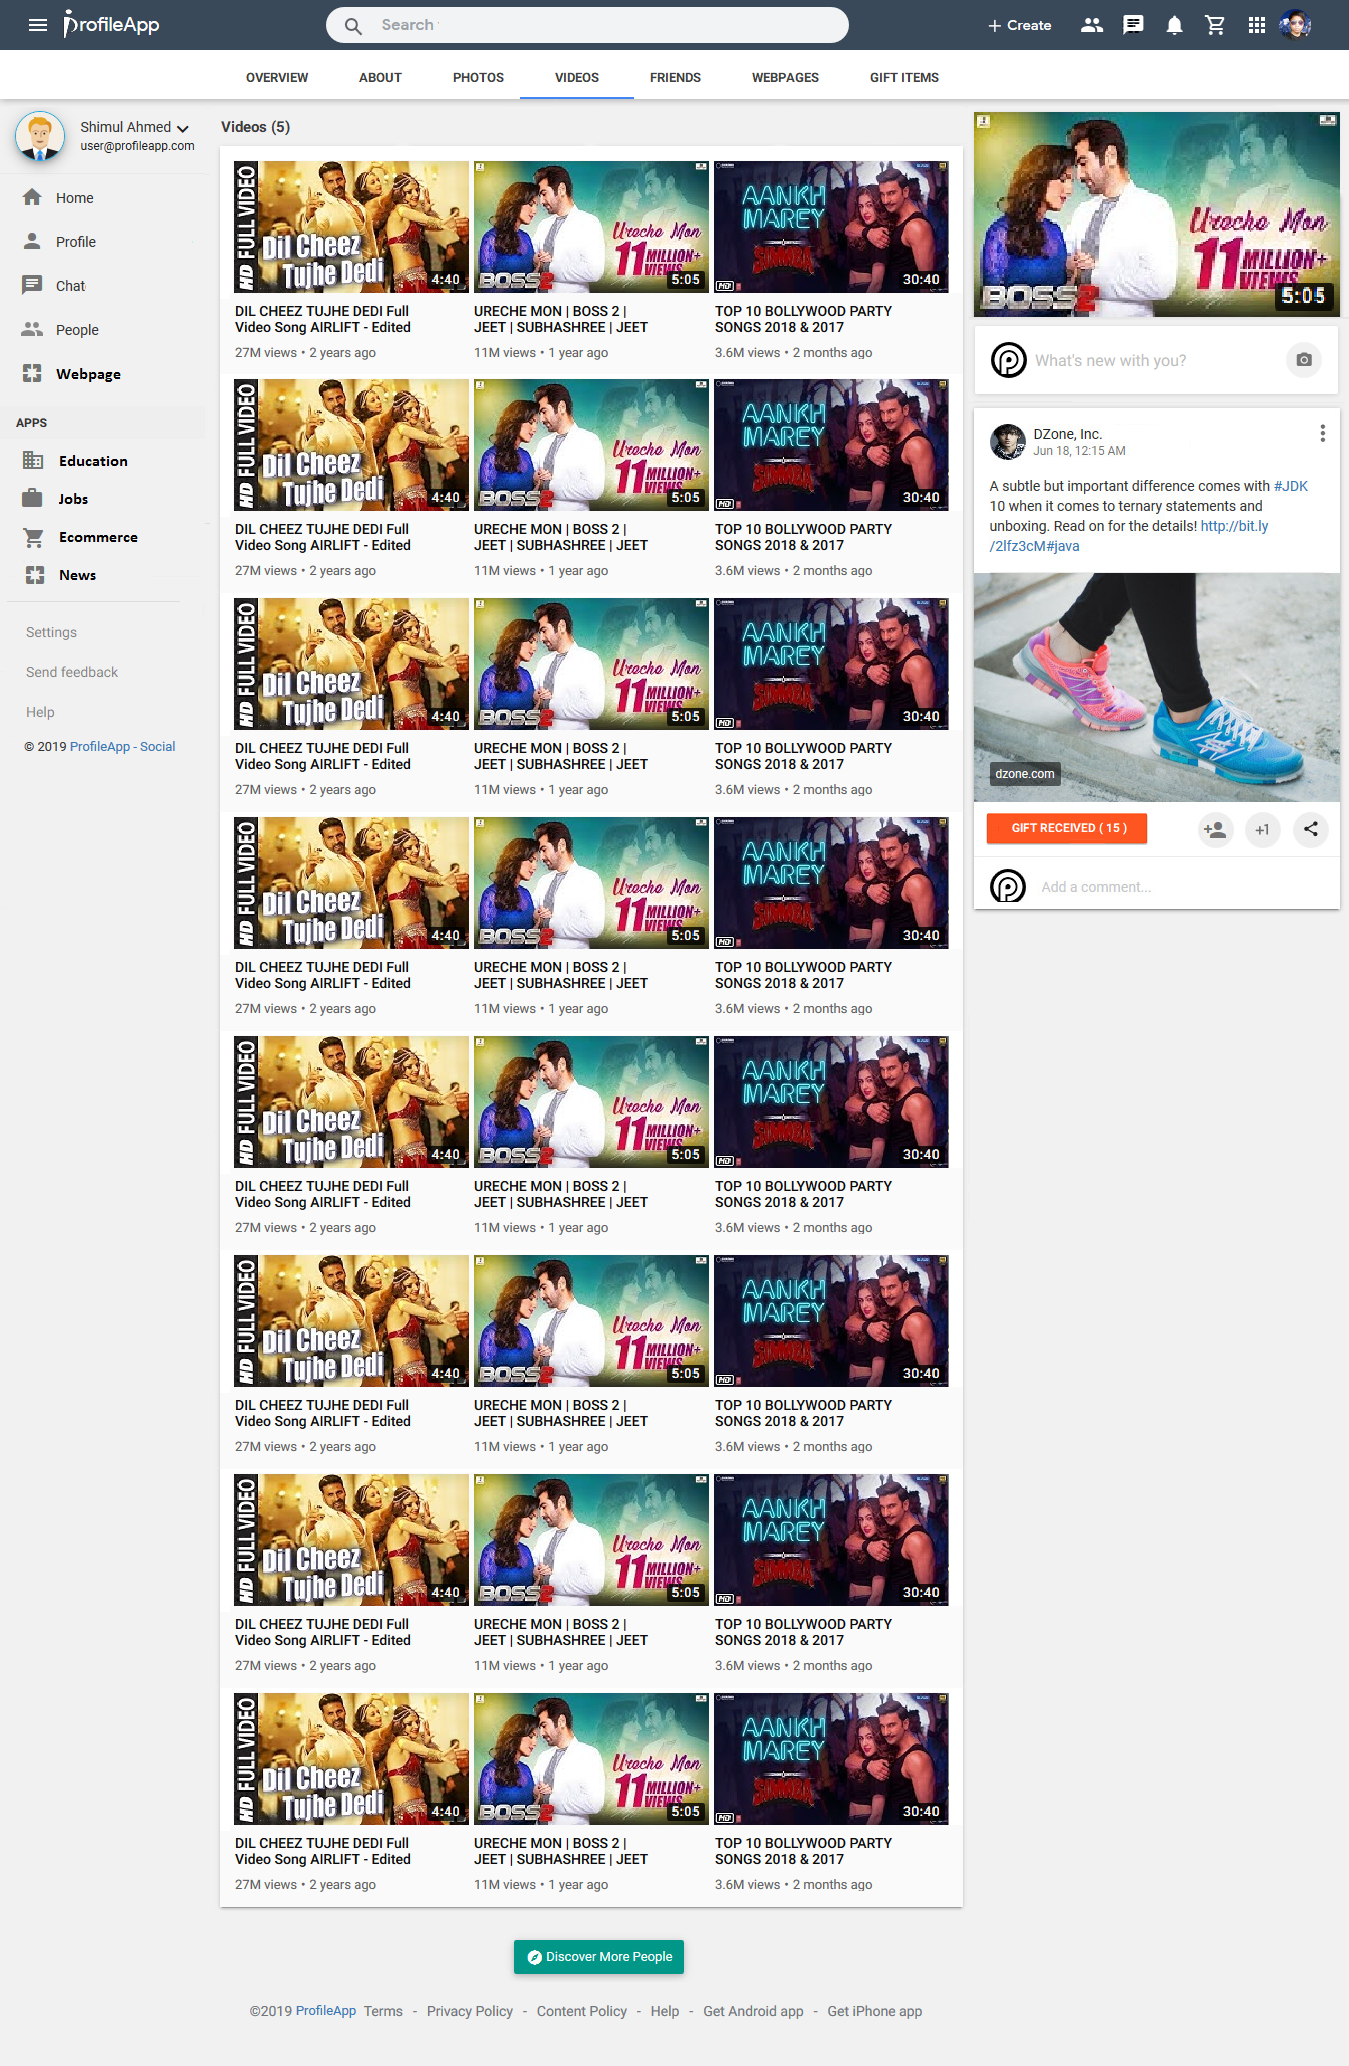 ProfileApp
Search
+ Create
OVERVIEW
ABOUT
PHOTOS
VIDEOS
FRIENDS
WEBPAGES
GIFT ITEMS
Shimul Ahmed
user@profileapp.com
Home
Profile
Chat
People
Webpage
APPS
Education
Jobs
Ecommerce
News
Settings
Send feedback
Help
© 2019 ProfileApp - Social
Videos (5)
HD FULL VIDEO
Dil Cheez
Tujhe Dedi
4:40
Ureche Mon
11 MILLION+
VIEWS
BOSS 2
5:05
AANKH
MAREY
SIMMBA
HD
30:40
DIL CHEEZ TUJHE DEDI Full
Video Song AIRLIFT - Edited
27M views • 2 years ago
URECHE MON | BOSS 2 |
JEET | SUBHASHREE | JEET
11M views • 1 year ago
TOP 10 BOLLYWOOD PARTY
SONGS 2018 & 2017
3.6M views • 2 months ago
HD FULL VIDEO
Dil Cheez
Tujhe Dedi
4:40
Ureche Mon
11 MILLION+
VIEWS
BOSS 2
5:05
AANKH
MAREY
SIMMBA
HD
30:40
DIL CHEEZ TUJHE DEDI Full
Video Song AIRLIFT - Edited
27M views • 2 years ago
URECHE MON | BOSS 2 |
JEET | SUBHASHREE | JEET
11M views • 1 year ago
TOP 10 BOLLYWOOD PARTY
SONGS 2018 & 2017
3.6M views • 2 months ago
HD FULL VIDEO
Dil Cheez
Tujhe Dedi
4:40
Ureche Mon
11 MILLION+
VIEWS
BOSS 2
5:05
AANKH
MAREY
SIMMBA
HD
30:40
DIL CHEEZ TUJHE DEDI Full
Video Song AIRLIFT - Edited
27M views • 2 years ago
URECHE MON | BOSS 2 |
JEET | SUBHASHREE | JEET
11M views • 1 year ago
TOP 10 BOLLYWOOD PARTY
SONGS 2018 & 2017
3.6M views • 2 months ago
HD FULL VIDEO
Dil Cheez
Tujhe Dedi
4:40
Ureche Mon
11 MILLION+
VIEWS
BOSS 2
5:05
AANKH
MAREY
SIMMBA
HD
30:40
DIL CHEEZ TUJHE DEDI Full
Video Song AIRLIFT - Edited
27M views • 2 years ago
URECHE MON | BOSS 2 |
JEET | SUBHASHREE | JEET
11M views • 1 year ago
TOP 10 BOLLYWOOD PARTY
SONGS 2018 & 2017
3.6M views • 2 months ago
HD FULL VIDEO
Dil Cheez
Tujhe Dedi
4:40
Ureche Mon
11 MILLION+
VIEWS
BOSS 2
5:05
AANKH
MAREY
SIMMBA
HD
30:40
DIL CHEEZ TUJHE DEDI Full
Video Song AIRLIFT - Edited
27M views • 2 years ago
URECHE MON | BOSS 2 |
JEET | SUBHASHREE | JEET
11M views • 1 year ago
TOP 10 BOLLYWOOD PARTY
SONGS 2018 & 2017
3.6M views • 2 months ago
HD FULL VIDEO
Dil Cheez
Tujhe Dedi
4:40
Ureche Mon
11 MILLION+
VIEWS
BOSS 2
5:05
AANKH
MAREY
SIMMBA
HD
30:40
DIL CHEEZ TUJHE DEDI Full
Video Song AIRLIFT - Edited
27M views • 2 years ago
URECHE MON | BOSS 2 |
JEET | SUBHASHREE | JEET
11M views • 1 year ago
TOP 10 BOLLYWOOD PARTY
SONGS 2018 & 2017
3.6M views • 2 months ago
HD FULL VIDEO
Dil Cheez
Tujhe Dedi
4:40
Ureche Mon
11 MILLION+
VIEWS
BOSS 2
5:05
AANKH
MAREY
SIMMBA
HD
30:40
DIL CHEEZ TUJHE DEDI Full
Video Song AIRLIFT - Edited
27M views • 2 years ago
URECHE MON | BOSS 2 |
JEET | SUBHASHREE | JEET
11M views • 1 year ago
TOP 10 BOLLYWOOD PARTY
SONGS 2018 & 2017
3.6M views • 2 months ago
HD FULL VIDEO
Dil Cheez
Tujhe Dedi
4:40
Ureche Mon
11 MILLION+
VIEWS
BOSS 2
5:05
AANKH
MAREY
SIMMBA
HD
30:40
DIL CHEEZ TUJHE DEDI Full
Video Song AIRLIFT - Edited
27M views • 2 years ago
URECHE MON | BOSS 2 |
JEET | SUBHASHREE | JEET
11M views • 1 year ago
TOP 10 BOLLYWOOD PARTY
SONGS 2018 & 2017
3.6M views • 2 months ago
Ureche Mon
11 MILLION+
VIEWS
BOSS 2
5:05
What's new with you?
DZone, Inc.
Jun 18, 12:15 AM
A subtle but important difference comes with #JDK
10 when it comes to ternary statements and
unboxing. Read on for the details! http://bit.ly
/2lfz3cM#java
dzone.com
GIFT RECEIVED ( 15 )
+1
Add a comment...
Discover More People
©2019 ProfileApp Terms - Privacy Policy - Content Policy - Help - Get Android app - Get iPhone app